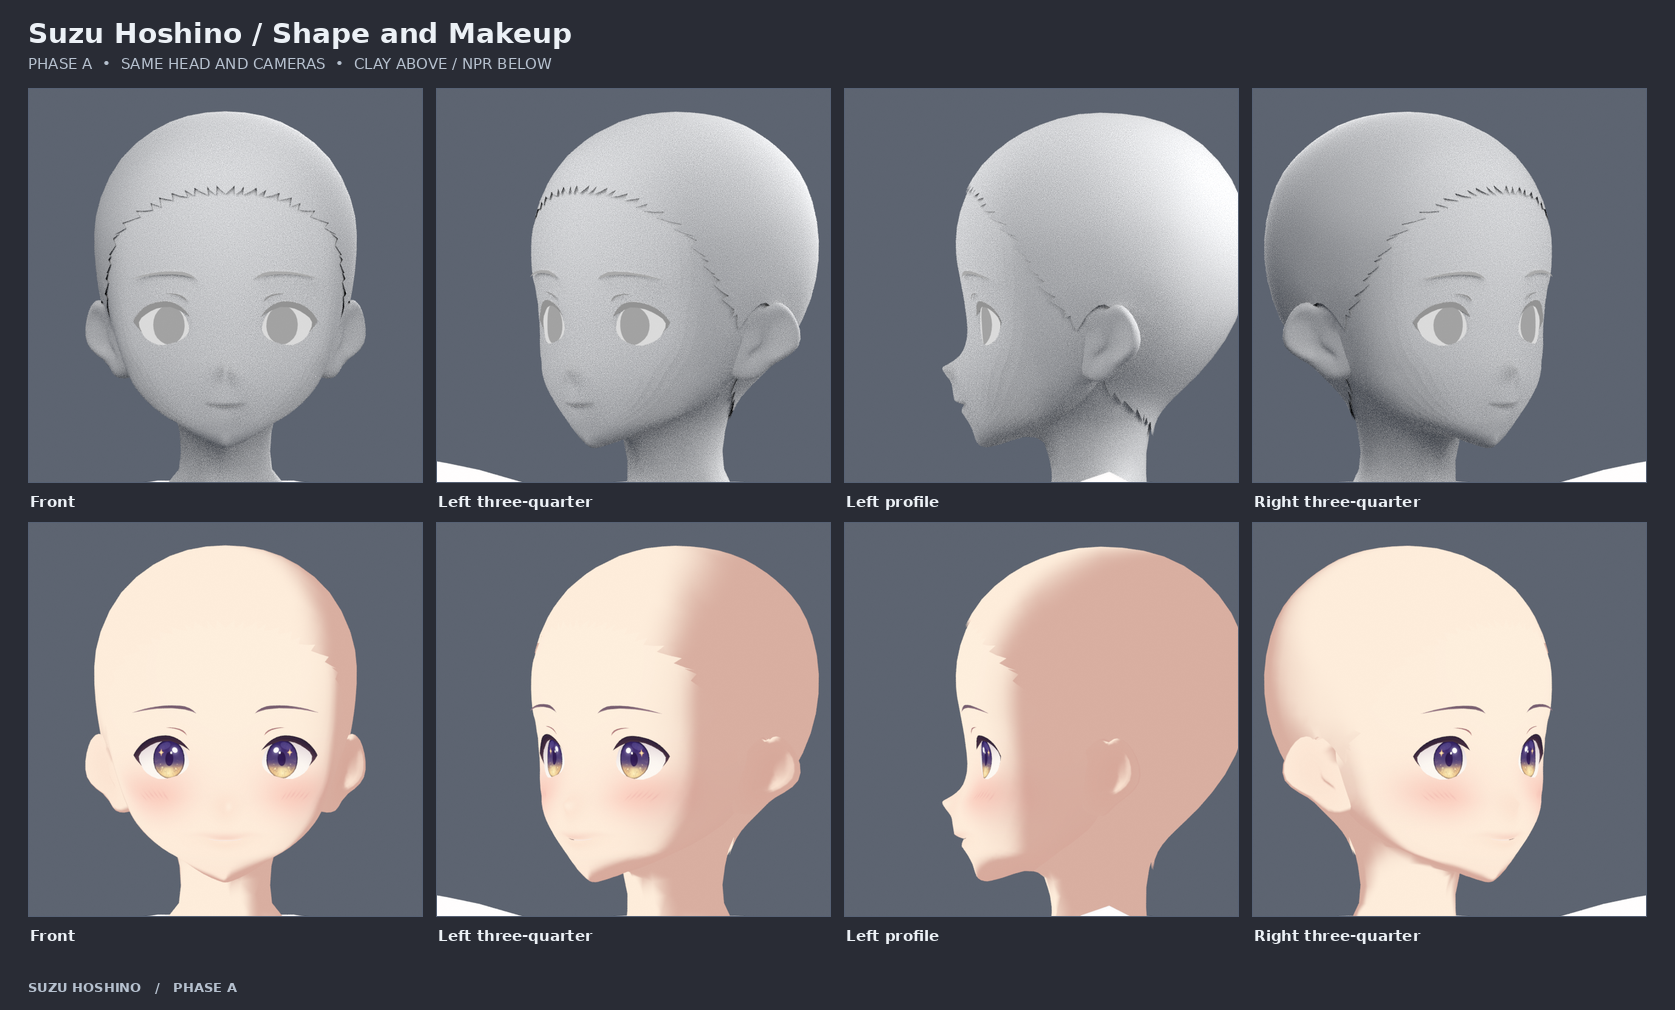 Suzu Hoshino / Shape and Makeup
PHASE A • SAME HEAD AND CAMERAS • CLAY ABOVE / NPR BELOW
Front
Left three-quarter
Left profile
Right three-quarter
Front
Left three-quarter
Left profile
Right three-quarter
SUZU HOSHINO / PHASE A